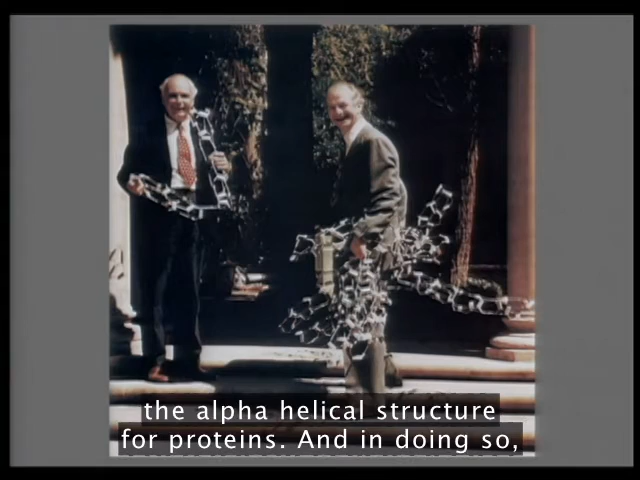 the alpha helical structure
for proteins. And in doing so,